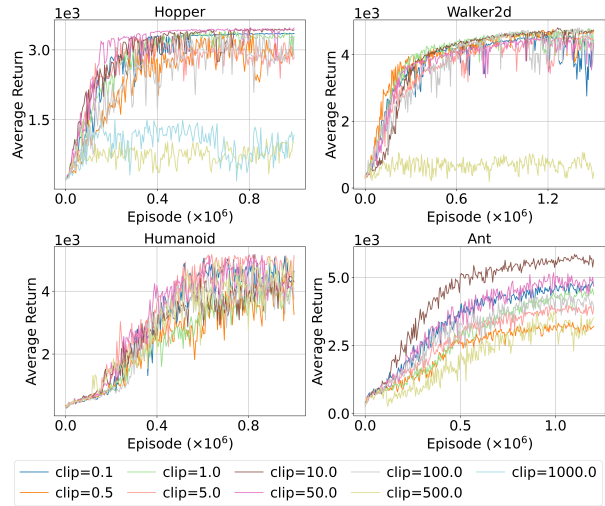 Hopper
Walker2d
1e3
1e3
Average Return
3.0
1.5
0.0 0.4 0.8
Episode (×10⁶)
Average Return
4
2
0
0.0 0.6 1.2
Episode (×10⁶)
Humanoid
Ant
1e3
1e3
Average Return
4
2
0.0 0.4 0.8
Episode (×10⁶)
Average Return
5.0
2.5
0.0
0.0 0.5 1.0
Episode (×10⁶)
clip=0.1 clip=1.0 clip=10.0 clip=100.0 clip=1000.0
clip=0.5 clip=5.0 clip=50.0 clip=500.0